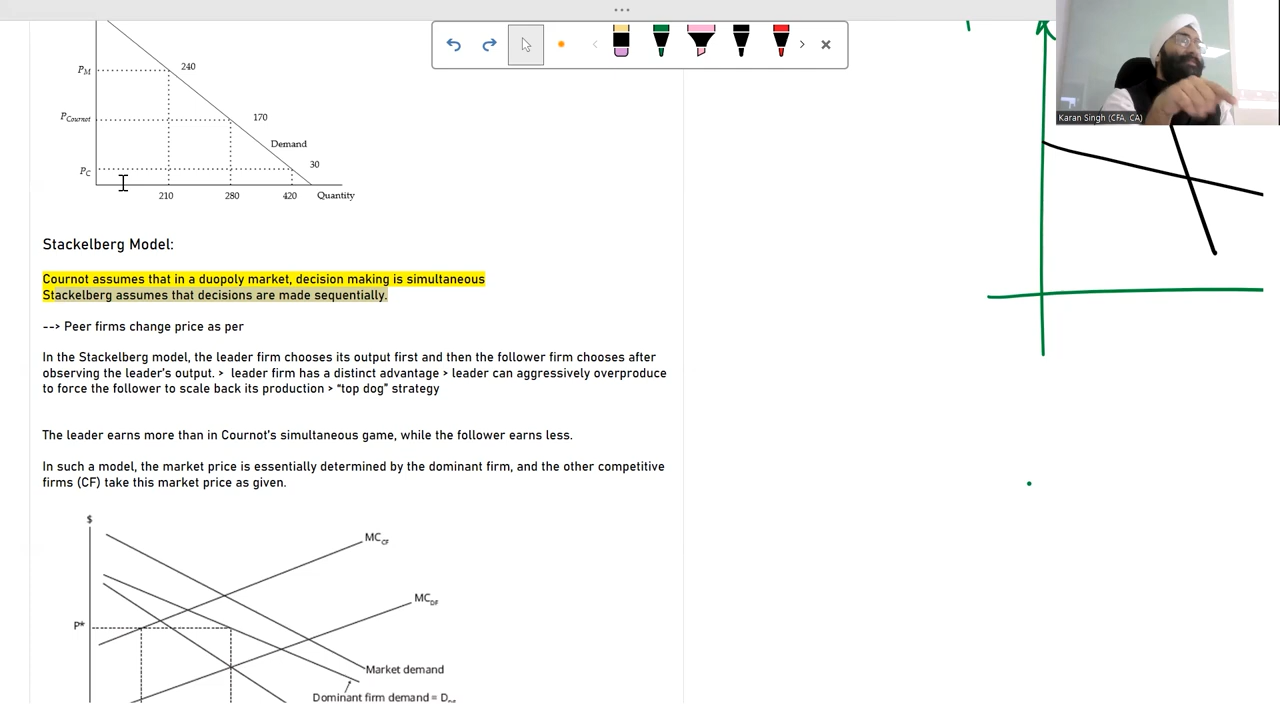 P_M
240
P_Cournot
170
Demand
P_C
30
210 280 420 Quantity
Karan Singh (CFA, CA)
Stackelberg Model:
Cournot assumes that in a duopoly market, decision making is simultaneous
Stackelberg assumes that decisions are made sequentially.
--> Peer firms change price as per
In the Stackelberg model, the leader firm chooses its output first and then the follower firm chooses after
observing the leader's output. > leader firm has a distinct advantage > leader can aggressively overproduce
to force the follower to scale back its production > “top dog” strategy
The leader earns more than in Cournot's simultaneous game, while the follower earns less.
In such a model, the market price is essentially determined by the dominant firm, and the other competitive
firms (CF) take this market price as given.
$
MC_CF
MC_DF
P*
Market demand
Dominant firm demand = D